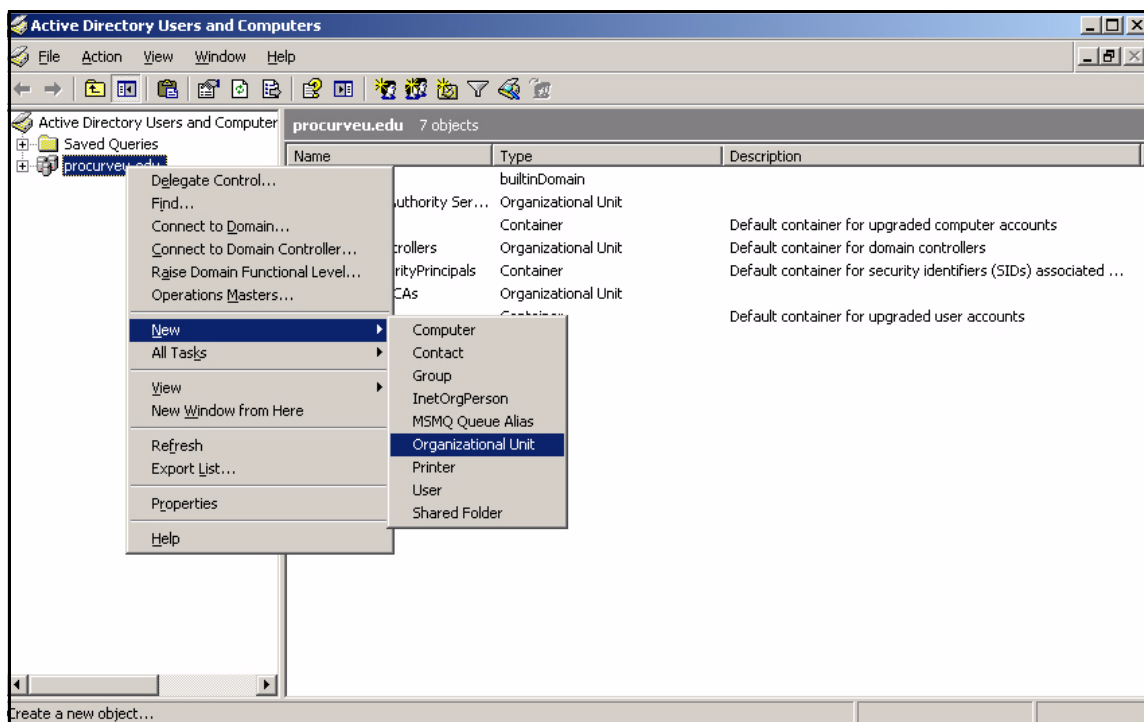 Active Directory Users and Computers
File Action View Window Help
Active Directory Users and Computer
Saved Queries
procurveu.edu
procurveu.edu 7 objects
Name Type Description
builtinDomain
Authority Ser... Organizational Unit
Container Default container for upgraded computer accounts
trollers Organizational Unit Default container for domain controllers
rityPrincipals Container Default container for security identifiers (SIDs) associated ...
CAs Organizational Unit
Container Default container for upgraded user accounts
Delegate Control...
Find...
Connect to Domain...
Connect to Domain Controller...
Raise Domain Functional Level...
Operations Masters...
New
All Tasks
View
New Window from Here
Refresh
Export List...
Properties
Help
Computer
Contact
Group
InetOrgPerson
MSMQ Queue Alias
Organizational Unit
Printer
User
Shared Folder
Create a new object...